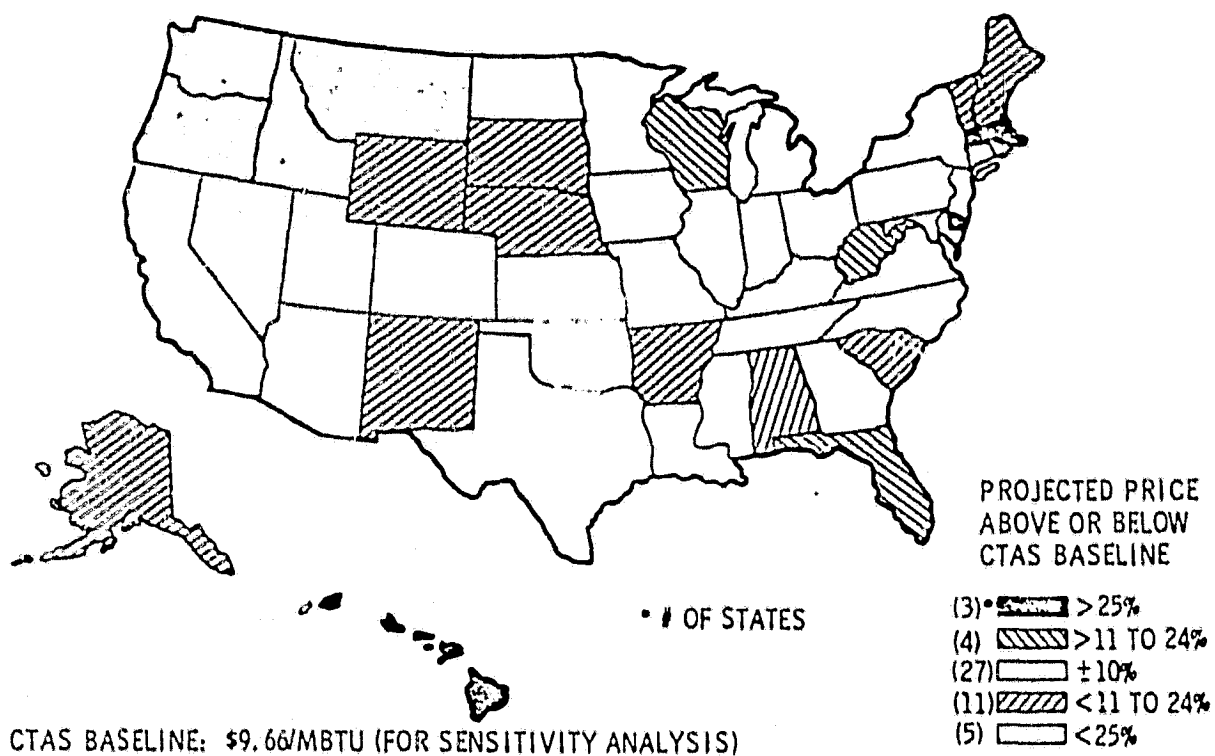 PROJECTED PRICE
ABOVE OR BELOW
CTAS BASELINE
(3)• > 25%
(4) >11 TO 24%
(27) ±10%
(11) <11 TO 24%
(5) <25%
• # OF STATES
CTAS BASELINE: $9.66/MBTU (FOR SENSITIVITY ANALYSIS)